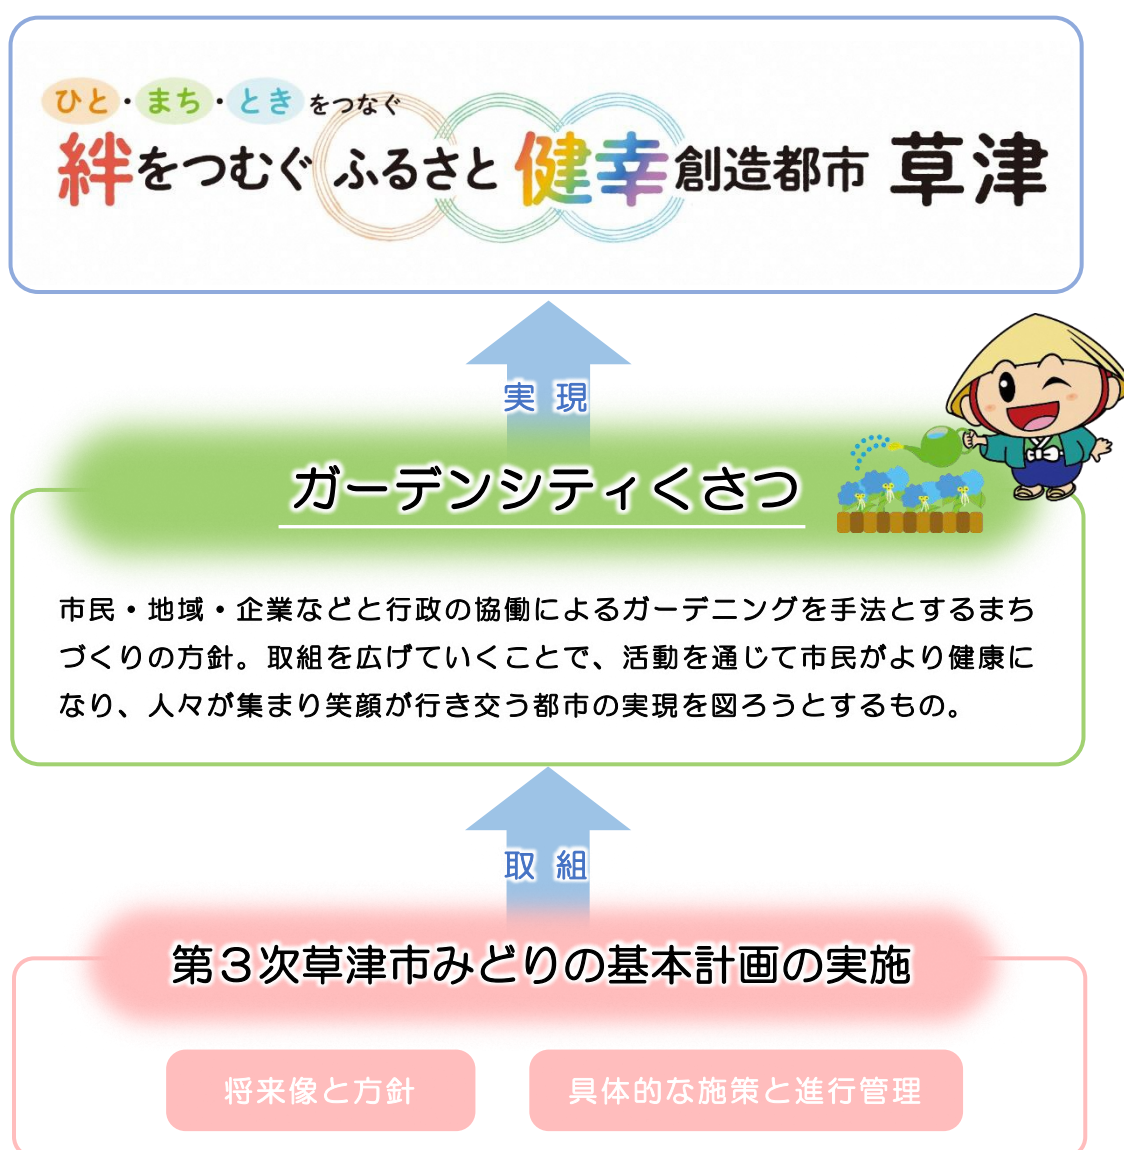 ひと・まち・ときをつなぐ
絆をつむぐ ふるさと 健幸創造都市 草津
実 現
ガーデンシティくさつ
市民・地域・企業などと行政の協働によるガーデニングを手法とするまち
づくりの方針。取組を広げていくことで、活動を通じて市民がより健康に
なり、人々が集まり笑顔が行き交う都市の実現を図ろうとするもの。
取 組
第３次草津市みどりの基本計画の実施
将来像と方針
具体的な施策と進行管理